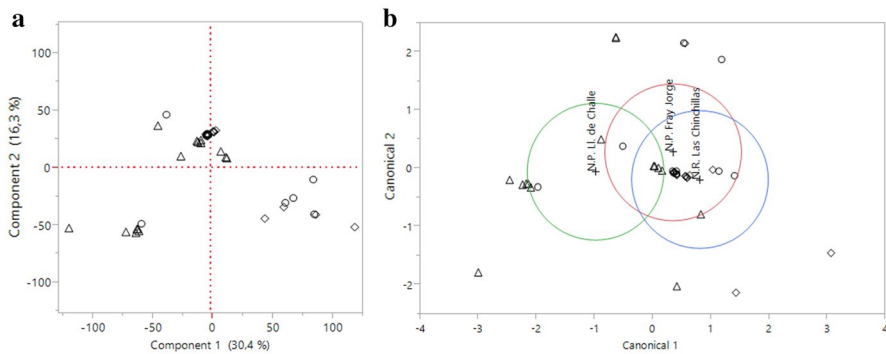 a
100
50
0
-50
-100
Component 2 (16,3 %)
-100
-50
0
50
100
Component 1 (30,4 %)
b
2
1
0
-1
-2
Canonical 2
N.P. Ll. de Challe
N.P. Fray Jorge
N.R. Las Chinchillas
-4
-3
-2
-1
0
1
2
3
4
Canonical 1